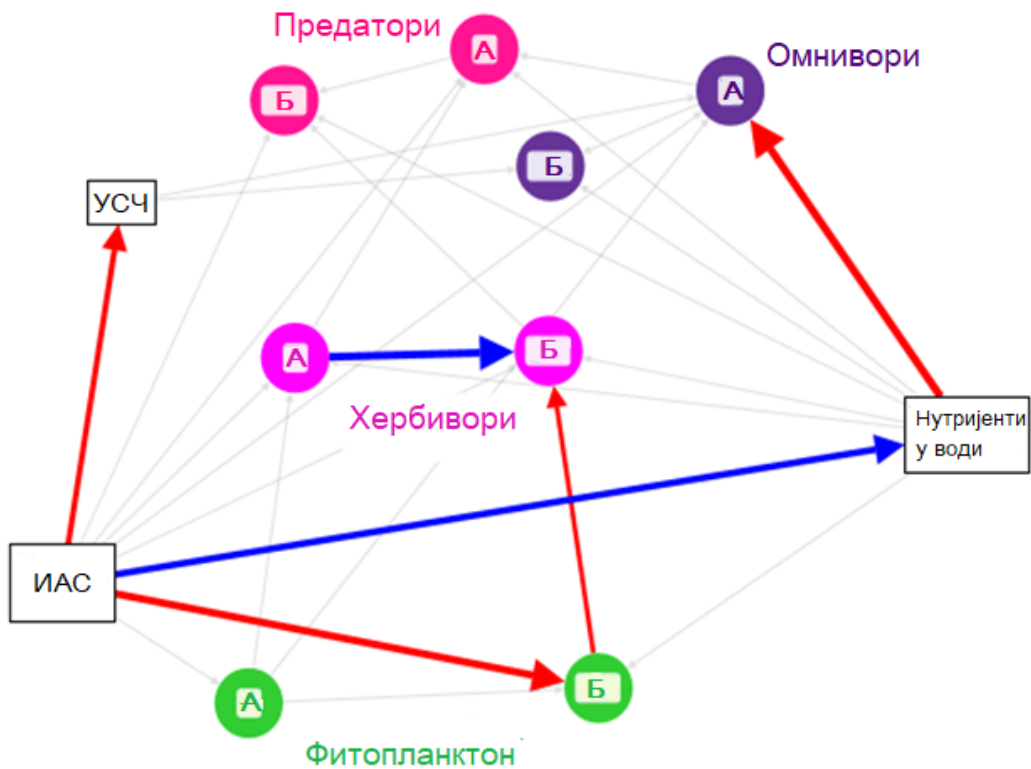 Предатори
А
Омнивори
Б
А
Б
УСЧ
А
Б
Хербивори
Нутријенти
у води
ИАС
А
Б
Фитопланктон